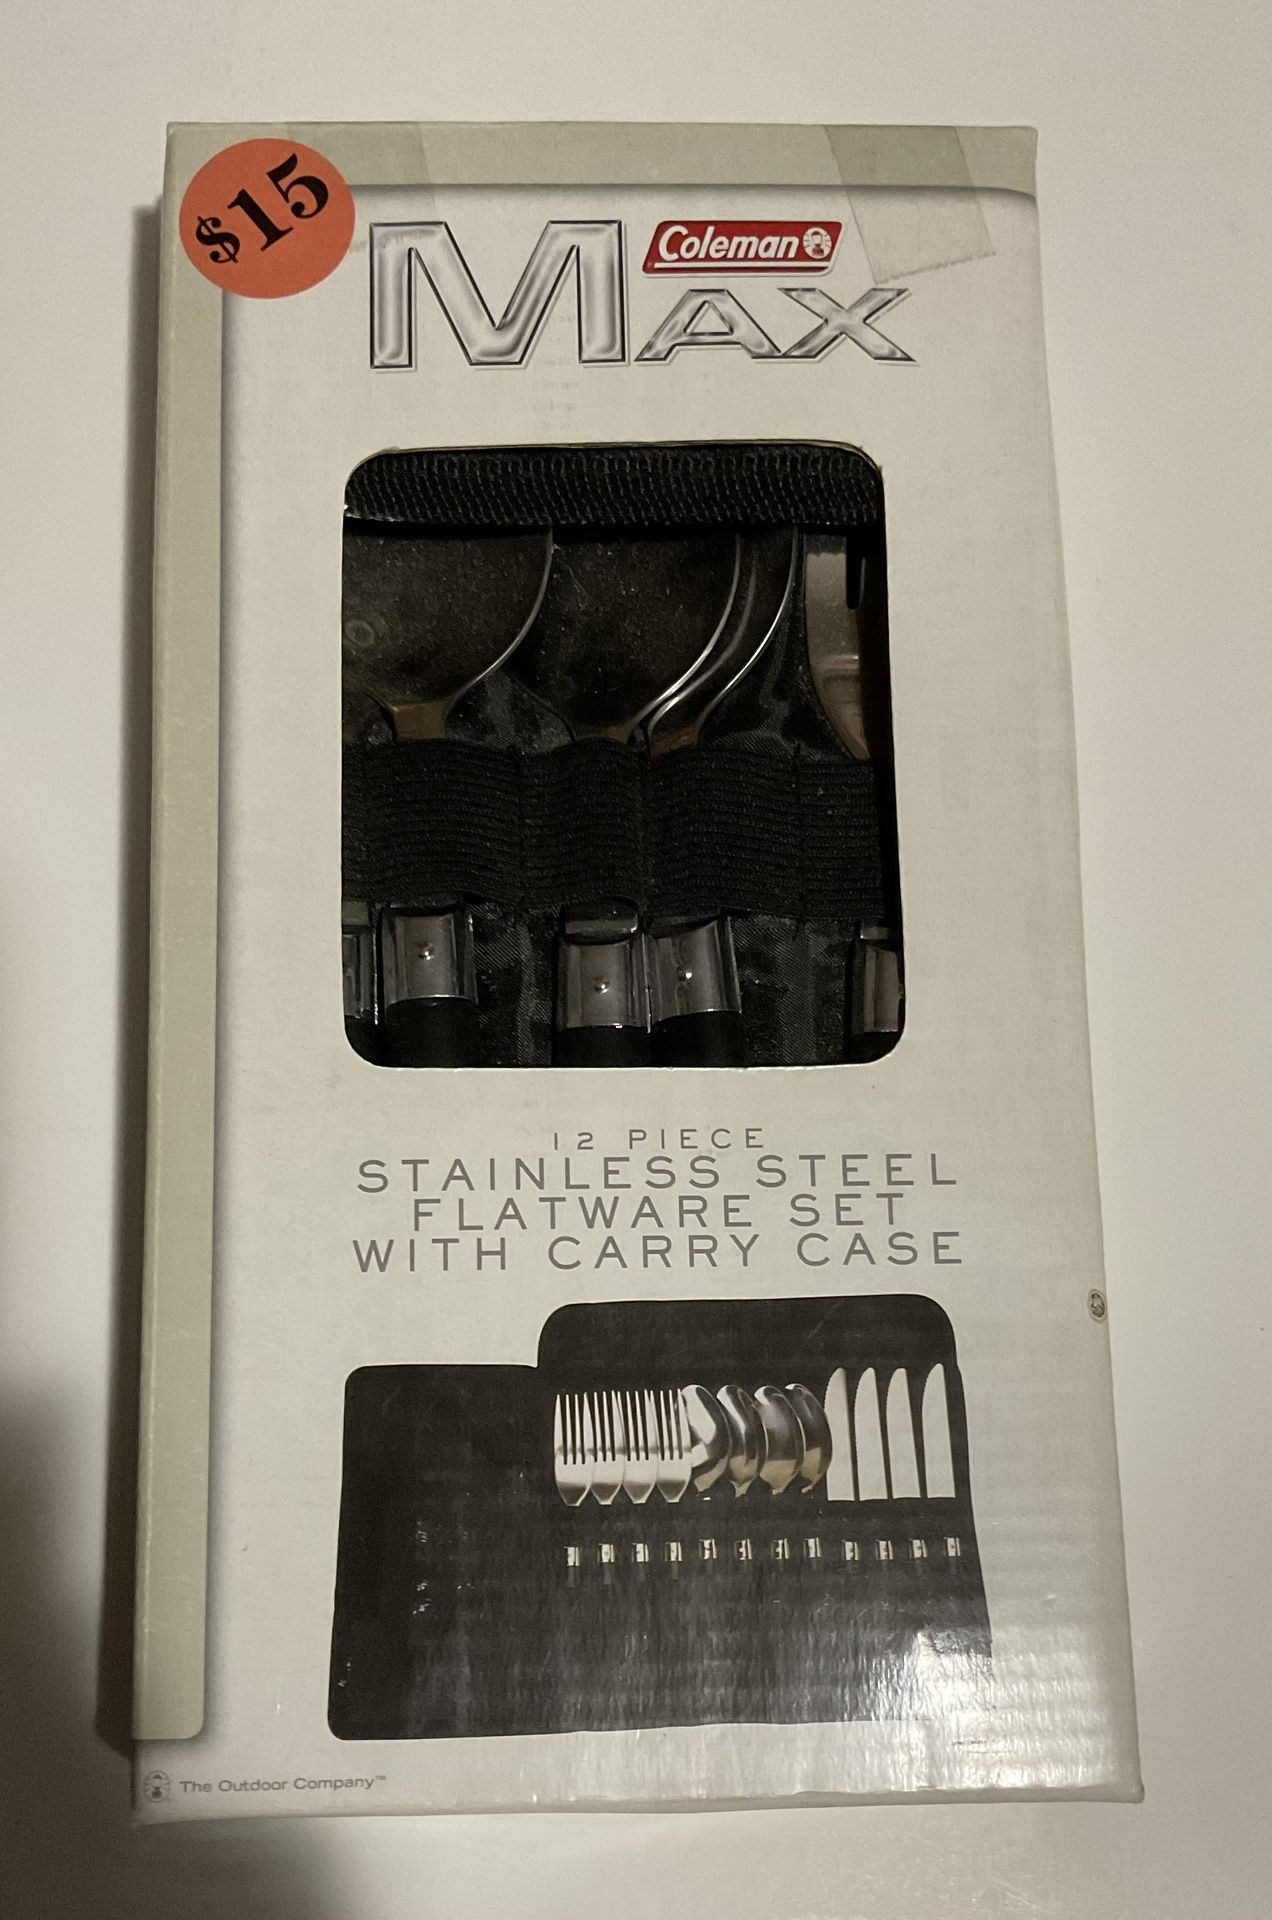 $15
Coleman
MAX
12 PIECE
STAINLESS STEEL
FLATWARE SET
WITH CARRY CASE
The Outdoor Company™